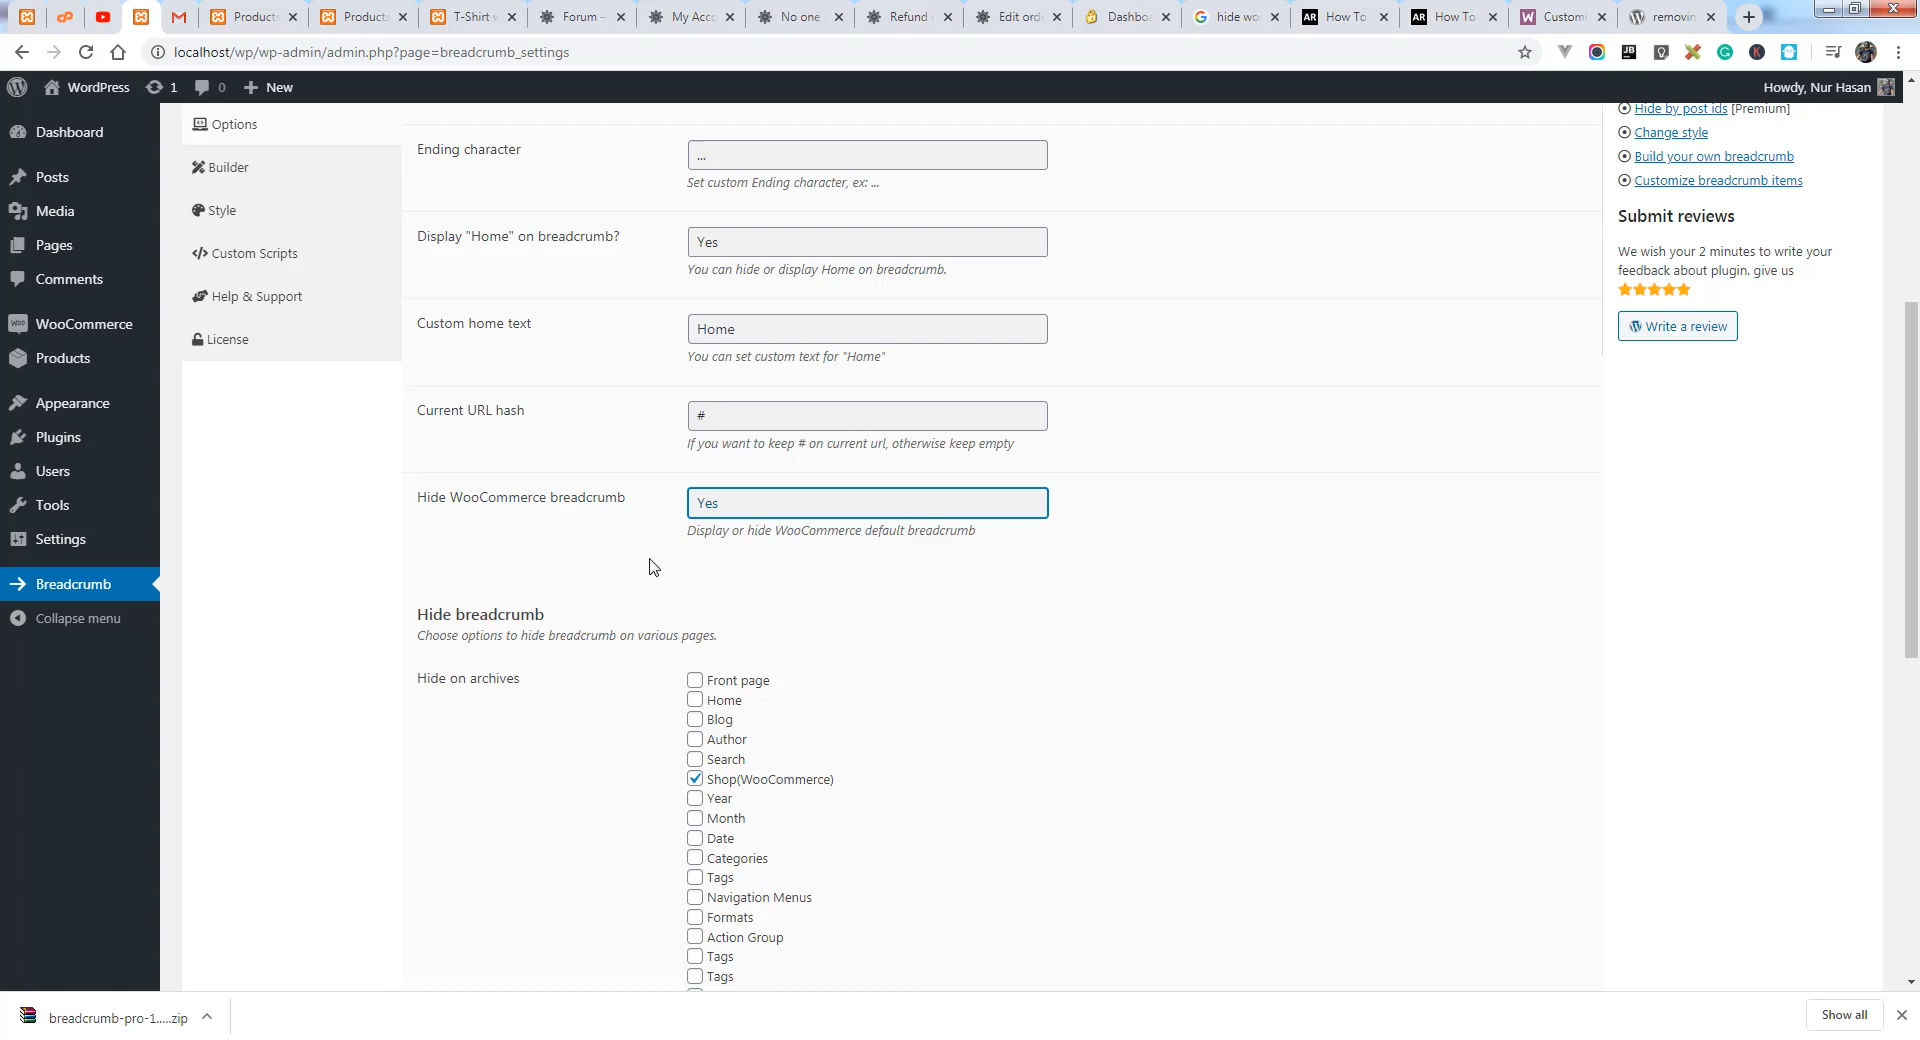 Products
Products
T-Shirt v
Forum –
My Acc
No one
Refund
Edit ord
Dashbo
hide wo
AR How To
AR How To
Custom
removin
localhost/wp/wp-admin/admin.php?page=breadcrumb_settings
WordPress
1
0
New
Howdy, Nur Hasan
Dashboard
Posts
Media
Pages
Comments
WooCommerce
Products
Appearance
Plugins
Users
Tools
Settings
Breadcrumb
Collapse menu
Options
Builder
Style
Custom Scripts
Help & Support
License
Ending character
...
Set custom Ending character, ex: ...
Display "Home" on breadcrumb?
Yes
You can hide or display Home on breadcrumb.
Custom home text
Home
You can set custom text for "Home"
Current URL hash
#
If you want to keep # on current url, otherwise keep empty
Hide WooCommerce breadcrumb
Yes
Display or hide WooCommerce default breadcrumb
Hide breadcrumb
Choose options to hide breadcrumb on various pages.
Hide on archives
Front page
Home
Blog
Author
Search
Shop(WooCommerce)
Year
Month
Date
Categories
Tags
Navigation Menus
Formats
Action Group
Tags
Tags
Hide by post ids [Premium]
Change style
Build your own breadcrumb
Customize breadcrumb items
Submit reviews
We wish your 2 minutes to write your
feedback about plugin. give us
Write a review
breadcrumb-pro-1.....zip
Show all